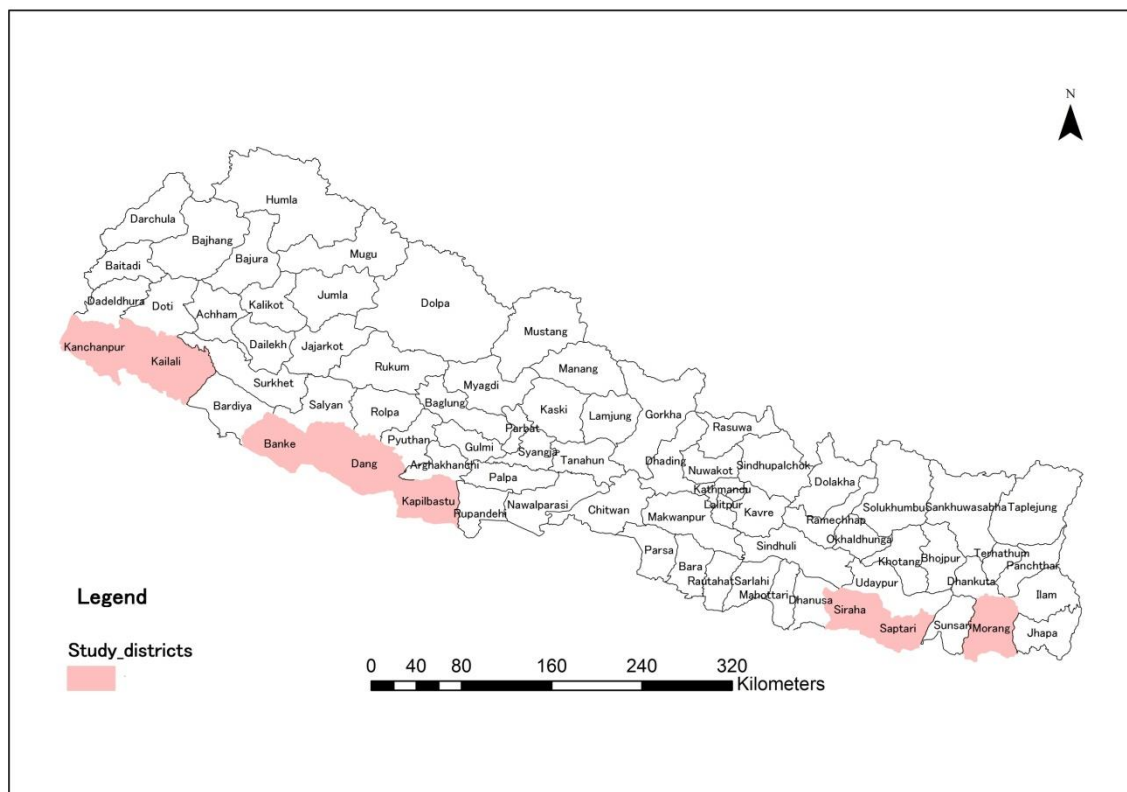 N
Humla
Darchula
Bajhang
Mugu
Bajura
Baitadi
Jumla
Dadeldhura
Doti
Kalikot
Dolpa
Achham
Mustang
Kanchanpur
Dailekh
Jajarkot
Kailali
Rukum
Manang
Surkhet
Myagdi
Baglung
Bardiya
Salyan
Rolpa
Kaski
Lamjung
Gorkha
Parbat
Rasuwa
Banke
Pyuthan
Gulmi
Syangja
Dang
Arghakhanchi
Tanahun
Dhading
Nuwakot
Sindhupalchok
Palpa
Dolakha
Kathmandu
Kapilbastu
Nawalparasi
Chitwan
Lalitpur
Kavre
Solukhumbu
Sankhuwasabha
Taplejung
Rupandehi
Makwanpur
Ramechhap
Okhaldhunga
Sindhuli
Parsa
Khotang
Bhojpur
Terhathum
Bara
Panchthar
Rautahat
Sarlahi
Udaypur
Dhankuta
Mahottari
Ilam
Dhanusa
Siraha
Saptari
Sunsari
Morang
Jhapa
Legend
Study_districts
0 40 80 160 240 320
Kilometers